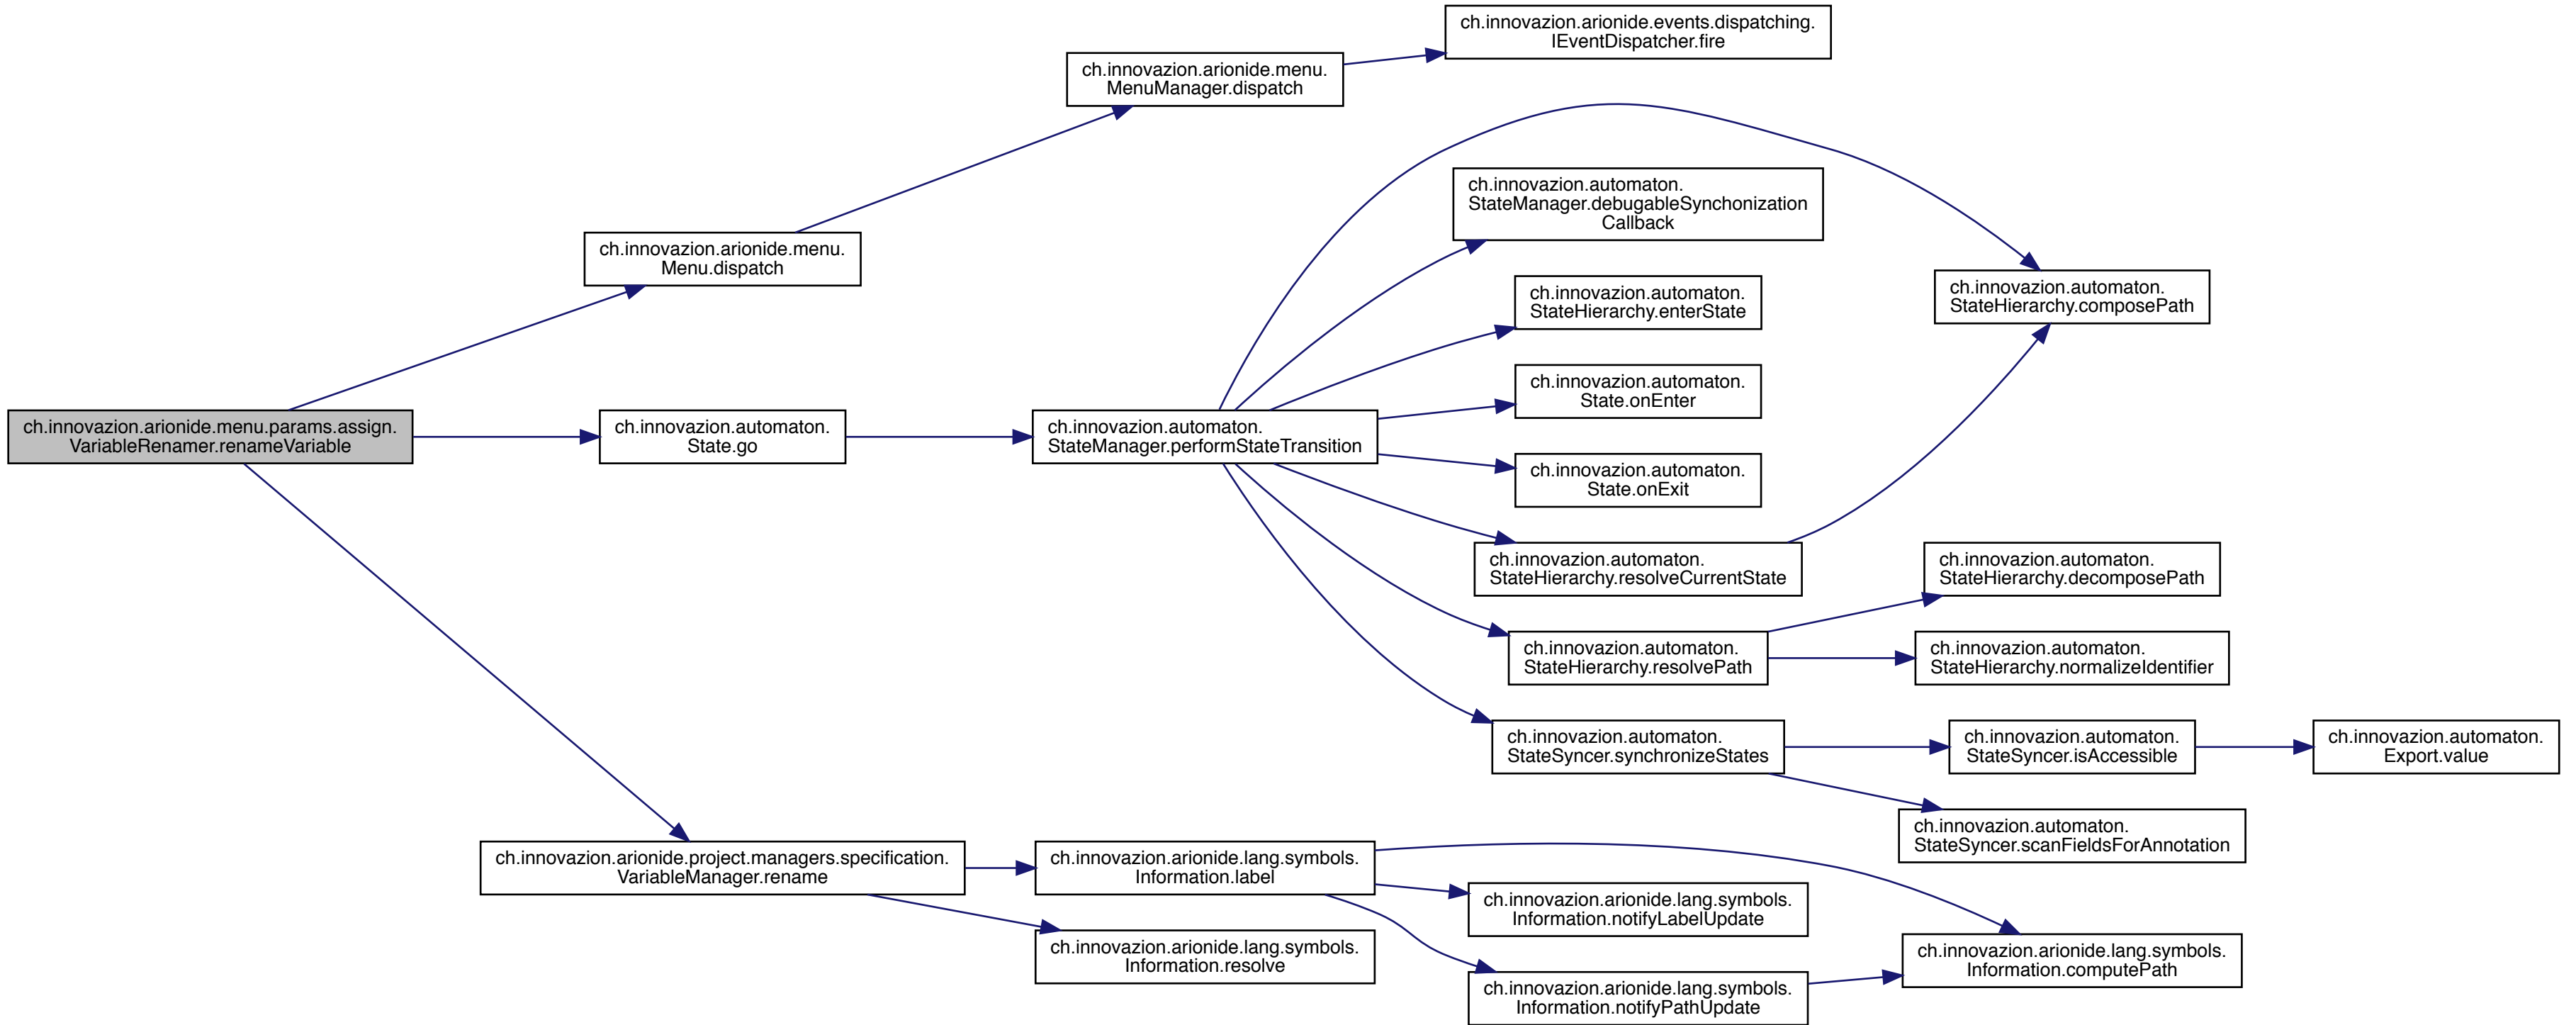 ch.innovazion.arionide.events.dispatching.
IEventDispatcher.fire
ch.innovazion.arionide.menu.
MenuManager.dispatch
ch.innovazion.automaton.
StateManager.debugableSynchonization
Callback
ch.innovazion.arionide.menu.
Menu.dispatch
ch.innovazion.automaton.
StateHierarchy.enterState
ch.innovazion.automaton.
StateHierarchy.composePath
ch.innovazion.automaton.
State.onEnter
ch.innovazion.arionide.menu.params.assign.
VariableRenamer.renameVariable
ch.innovazion.automaton.
State.go
ch.innovazion.automaton.
StateManager.performStateTransition
ch.innovazion.automaton.
State.onExit
ch.innovazion.automaton.
StateHierarchy.resolveCurrentState
ch.innovazion.automaton.
StateHierarchy.decomposePath
ch.innovazion.automaton.
StateHierarchy.resolvePath
ch.innovazion.automaton.
StateHierarchy.normalizeIdentifier
ch.innovazion.automaton.
StateSyncer.synchronizeStates
ch.innovazion.automaton.
StateSyncer.isAccessible
ch.innovazion.automaton.
Export.value
ch.innovazion.automaton.
StateSyncer.scanFieldsForAnnotation
ch.innovazion.arionide.project.managers.specification.
VariableManager.rename
ch.innovazion.arionide.lang.symbols.
Information.label
ch.innovazion.arionide.lang.symbols.
Information.notifyLabelUpdate
ch.innovazion.arionide.lang.symbols.
Information.resolve
ch.innovazion.arionide.lang.symbols.
Information.computePath
ch.innovazion.arionide.lang.symbols.
Information.notifyPathUpdate